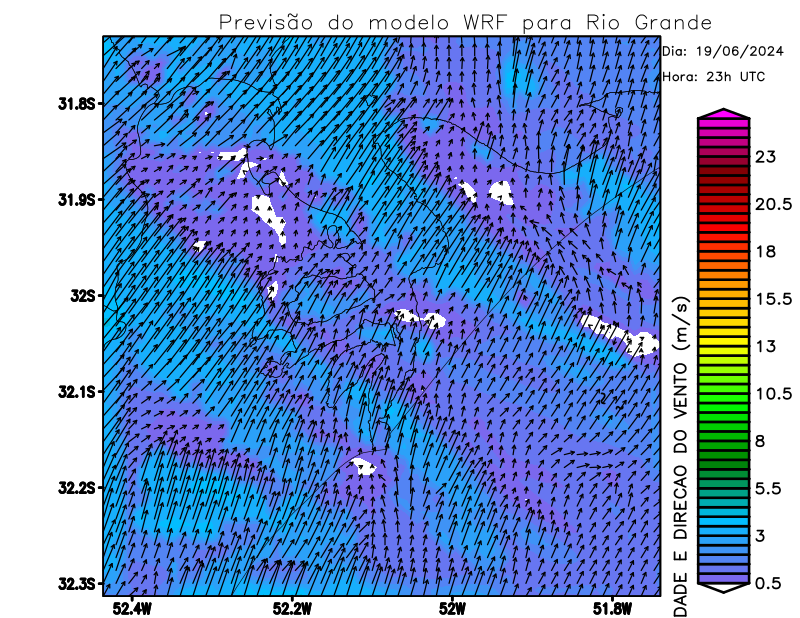 Previsão do modelo WRF para Rio Grande
Dia: 19/06/2024
Hora: 23h UTC
31.8S
31.9S
32S
32.1S
32.2S
32.3S
52.4W
52.2W
52W
51.8W
23
20.5
18
15.5
13
10.5
8
5.5
3
0.5
DADE E DIRECAO DO VENTO (m/s)